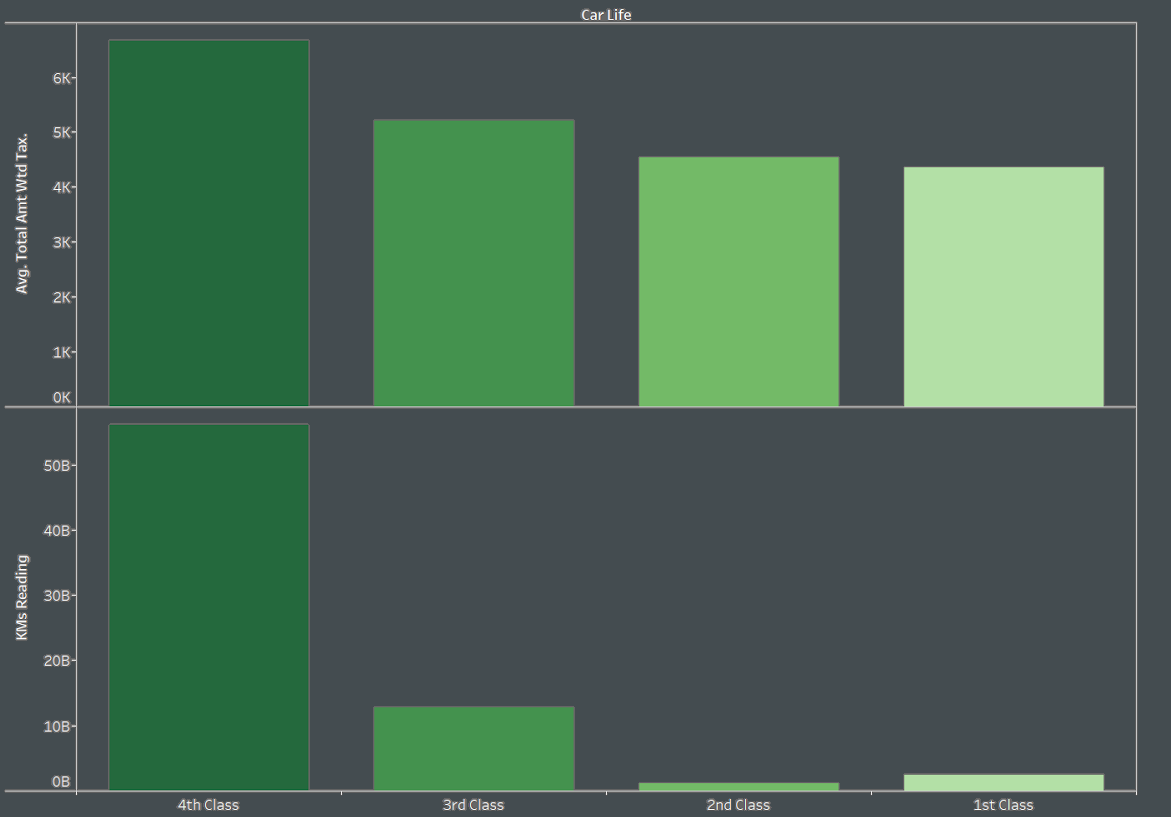 Car Life
Avg. Total Amt Wtd Tax.
6K
5K
4K
3K
2K
1K
0K
KMs Reading
50B
40B
30B
20B
10B
0B
4th Class
3rd Class
2nd Class
1st Class